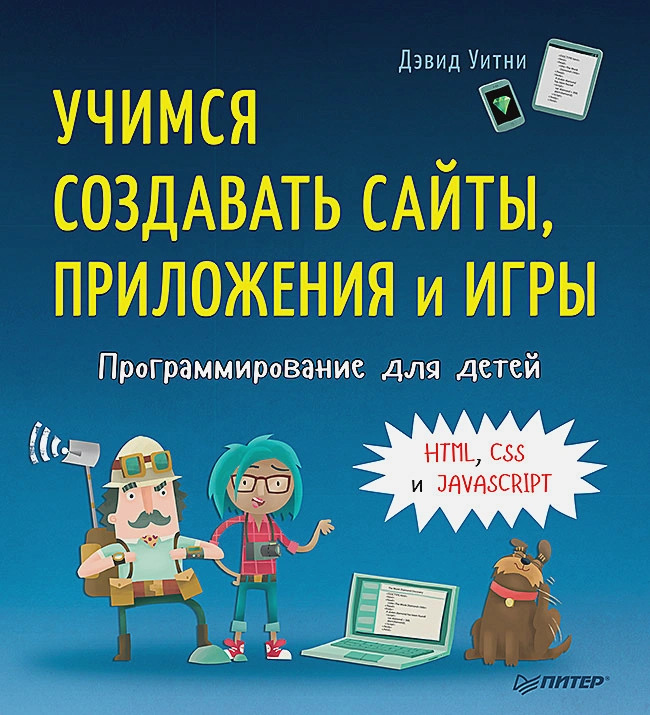 Дэвид Уитни
УЧИМСЯ
СОЗДАВАТЬ САЙТЫ,
ПРИЛОЖЕНИЯ и ИГРЫ
Программирование для детей
HTML, CSS
и JAVASCRIPT
ПИТЕР®